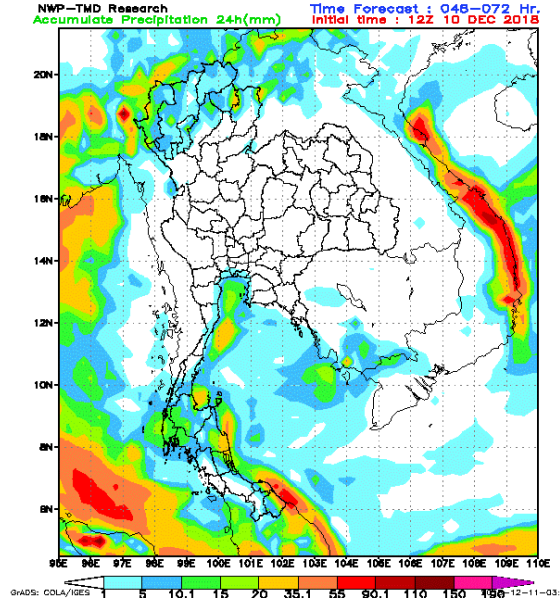 NWP-TMD Research Time Forecast : 048-072 Hr.
Accumulate Precipitation 24h(mm) Initial time : 12Z 10 DEC 2018
20N
18N
16N
14N
12N
10N
8N
6N
95E 96E 97E 98E 99E 100E 101E 102E 103E 104E 105E 106E 107E 108E 109E 110E
GrADS: COLA/IGES 1 5 10.1 15 20 35.1 55 90.1 110 150 190 -12-11-03: